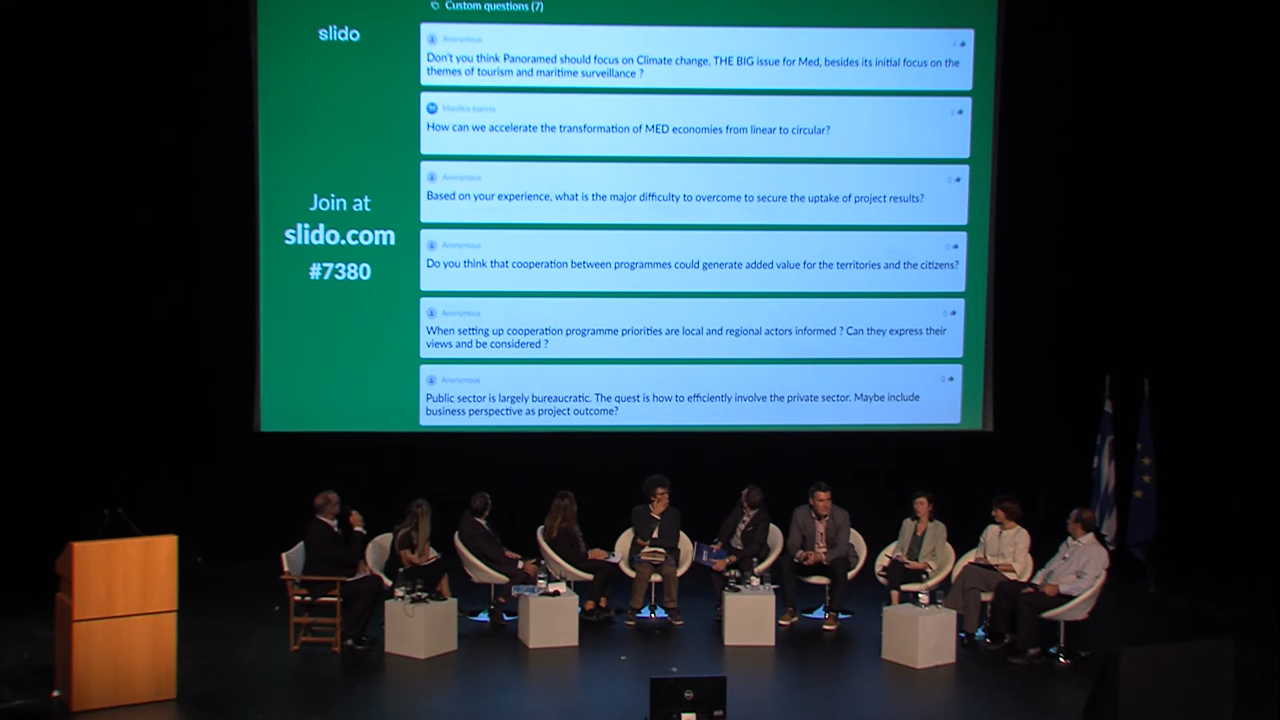 Custom questions (7)
slido
Anonymous
Don't you think Panoramed should focus on Climate change, THE BIG issue for Med, besides its initial focus on the
themes of tourism and maritime surveillance ?
How can we accelerate the transformation of MED economies from linear to circular?
Anonymous
Based on your experience, what is the major difficulty to overcome to secure the uptake of project results?
Join at
slido.com
#7380
Anonymous
Do you think that cooperation between programmes could generate added value for the territories and the citizens?
Anonymous
When setting up cooperation programme priorities are local and regional actors informed ? Can they express their
views and be considered ?
Anonymous
0
Public sector is largely bureaucratic. The quest is how to efficiently involve the private sector. Maybe include
business perspective as project outcome?